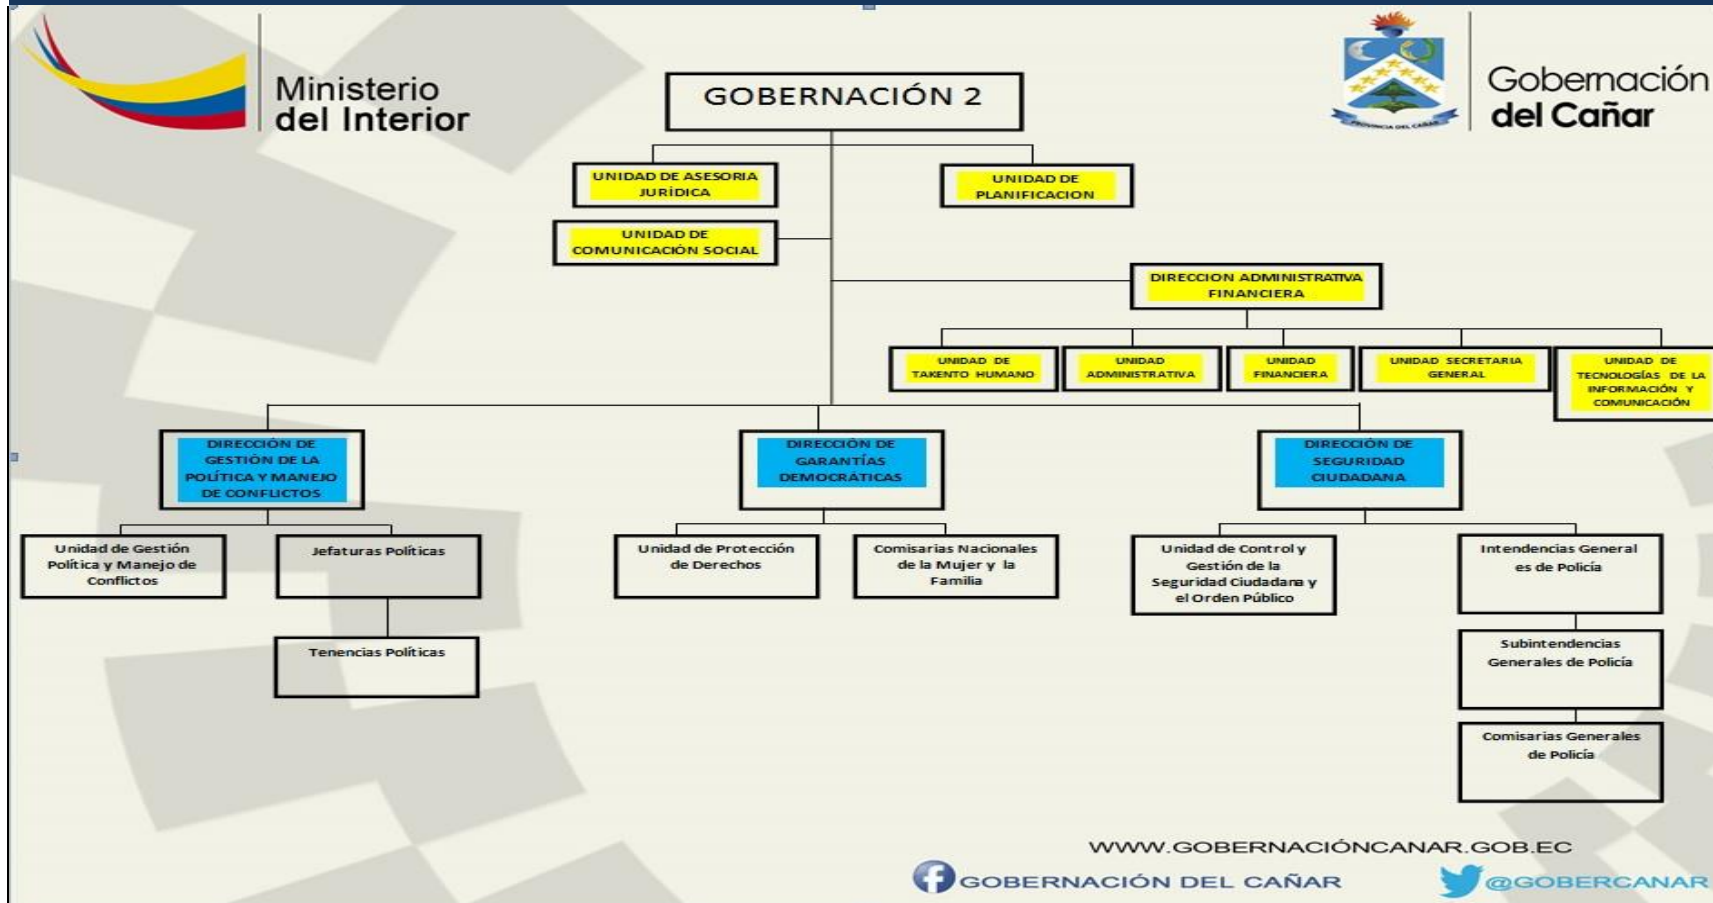 Ministerio
del Interior
GOBERNACIÓN 2
PROVINCIA DEL CAÑAR
Gobernación
del Cañar
UNIDAD DE ASESORIA
JURÍDICA
UNIDAD DE
PLANIFICACION
UNIDAD DE
COMUNICACIÓN SOCIAL
DIRECCION ADMINISTRATIVA
FINANCIERA
UNIDAD DE
TAKENTO HUMANO
UNIDAD
ADMINISTRATIVA
UNIDAD
FINANCIERA
UNIDAD SECRETARIA
GENERAL
UNIDAD DE
TECNOLOGÍAS DE LA
INFORMACIÓN Y
COMUNICACIÓN
DIRECCIÓN DE
GESTIÓN DE LA
POLÍTICA Y MANEJO
DE CONFLICTOS
DIRECCIÓN DE
GARANTÍAS
DEMOCRÁTICAS
DIRECCIÓN DE
SEGURIDAD
CIUDADANA
Unidad de Gestión
Política y Manejo de
Conflictos
Jefaturas Políticas
Unidad de Protección
de Derechos
Comisarias Nacionales
de la Mujer y la
Familia
Unidad de Control y
Gestión de la
Seguridad Ciudadana y
el Orden Público
Intendencias General
es de Policía
Tenencias Políticas
Subintendencias
Generales de Policía
Comisarias Generales
de Policía
WWW.GOBERNACIÓNCANAR.GOB.EC
GOBERNACIÓN DEL CAÑAR
@GOBERCANAR